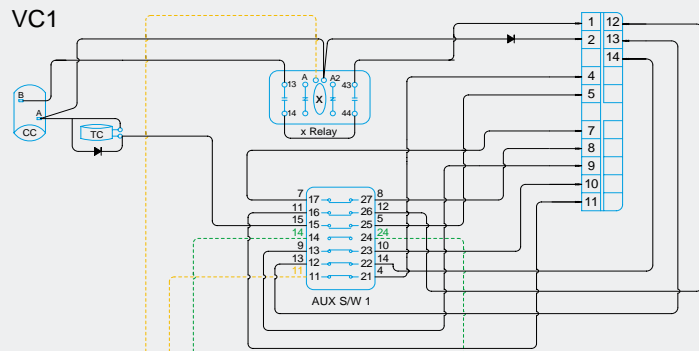 VC1
1 12
2 13
14
4
5
7
8
9
10
11
B
A
CC
TC
13 A A2 43
X
14 44
x Relay
7 17 27 8
11 16 26 12
15 15 25 5
14 14 24 24
9 13 23 10
13 12 22 14
11 11 21 4
AUX S/W 1